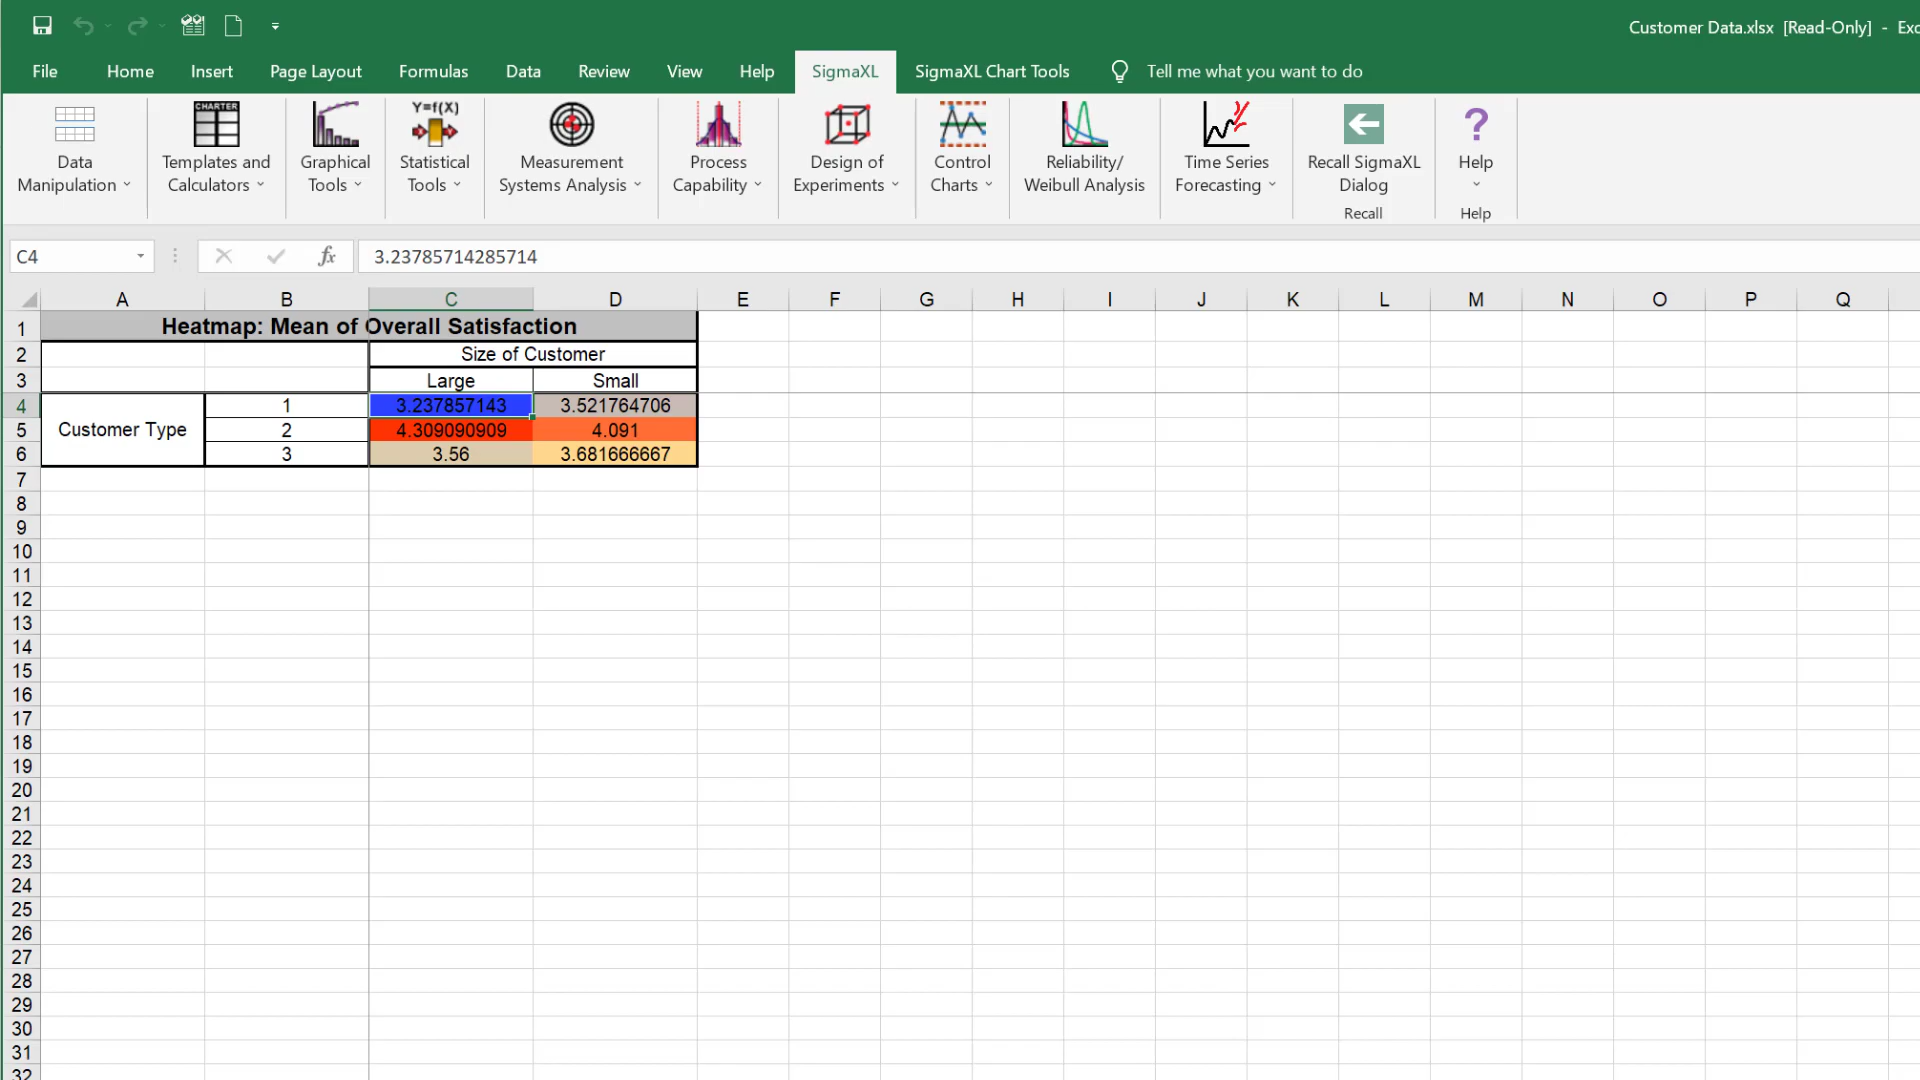 Customer Data.xlsx [Read-Only] - Exc
File Home Insert Page Layout Formulas Data Review View Help SigmaXL SigmaXL Chart Tools Tell me what you want to do
CHARTER Y=f(X) ?
Data Manipulation
Templates and Calculators
Graphical Tools
Statistical Tools
Measurement Systems Analysis
Process Capability
Design of Experiments
Control Charts
Reliability/ Weibull Analysis
Time Series Forecasting
Recall SigmaXL Dialog
Help
Recall Help
C4 fx 3.23785714285714
A B C D E F G H I J K L M N O P Q
1 Heatmap: Mean of Overall Satisfaction
2 Size of Customer
3 Large Small
4 1 3.237857143 3.521764706
5 Customer Type 2 4.309090909 4.091
6 3 3.56 3.681666667
7
8
9
10
11
12
13
14
15
16
17
18
19
20
21
22
23
24
25
26
27
28
29
30
31
32